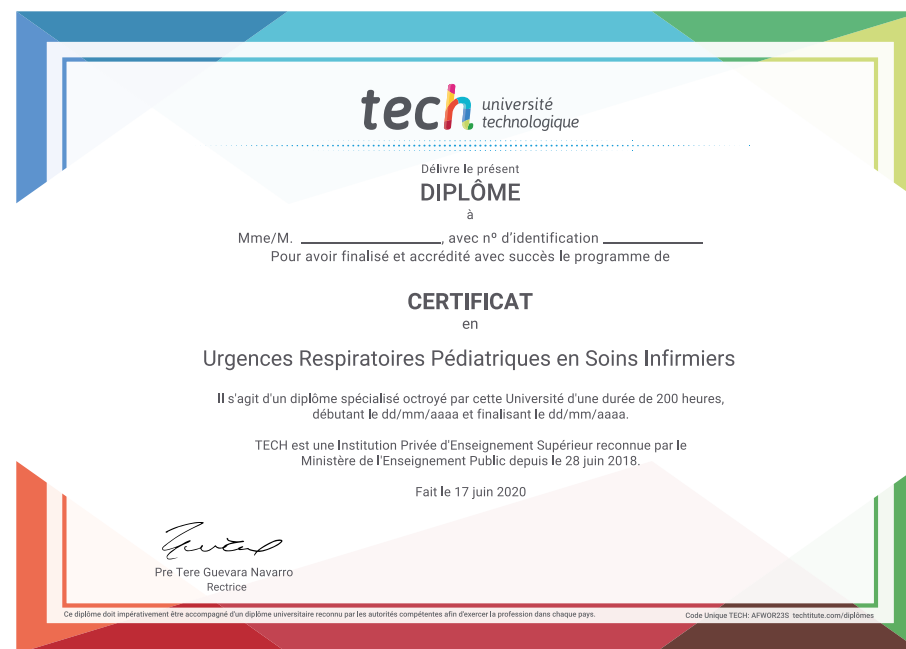 tech université
technologique
Délivre le présent
DIPLÔME
à
Mme/M. ____________________, avec nº d'identification ______________
Pour avoir finalisé et accrédité avec succès le programme de
CERTIFICAT
en
Urgences Respiratoires Pédiatriques en Soins Infirmiers
Il s'agit d'un diplôme spécialisé octroyé par cette Université d'une durée de 200 heures,
débutant le dd/mm/aaaa et finalisant le dd/mm/aaaa.
TECH est une Institution Privée d'Enseignement Supérieur reconnue par le
Ministère de l'Enseignement Public depuis le 28 juin 2018.
Fait le 17 juin 2020
Pre Tere Guevara Navarro
Rectrice
Ce diplôme doit impérativement être accompagné d'un diplôme universitaire reconnu par les autorités compétentes afin d'exercer la profession dans chaque pays.
Code Unique TECH: AFWOR23S techtitute.com/diplômes